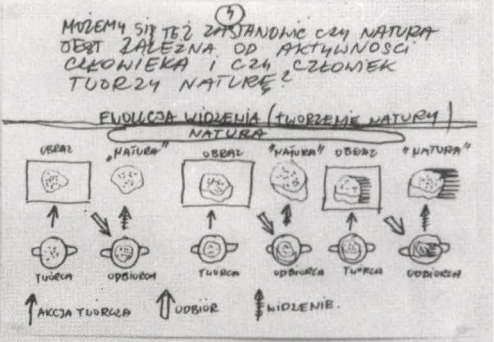 4
MOŻEMY SIĘ TEŻ ZASTANOWIĆ CZY NATURA
JEST ZALEŻNA OD AKTYWNOŚCI
CZŁOWIEKA I CZY CZŁOWIEK
TWORZY NATURĘ?
EWOLUCJA WIDZENIA (TWORZENIE NATURY)
NATURA
OBRAZ "NATURA" OBRAZ "NATURA" OBRAZ "NATURA"
TWÓRCA ODBIORCA TWÓRCA ODBIORCA TWÓRCA ODBIORCA
AKCJA TWÓRCZA ODBIÓR WIDZENIE.